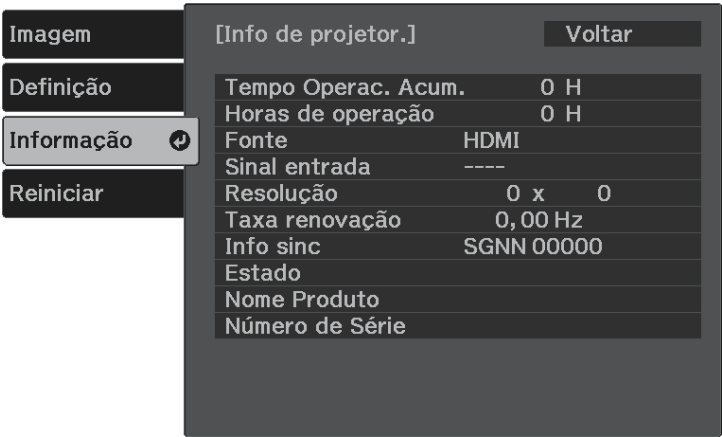 Imagem
Definição
Informação
Reiniciar
[Info de projetor.]
Voltar
Tempo Operac. Acum. 0 H
Horas de operação 0 H
Fonte HDMI
Sinal entrada ----
Resolução 0 x 0
Taxa renovação 0,00 Hz
Info sinc SGNN 00000
Estado
Nome Produto
Número de Série